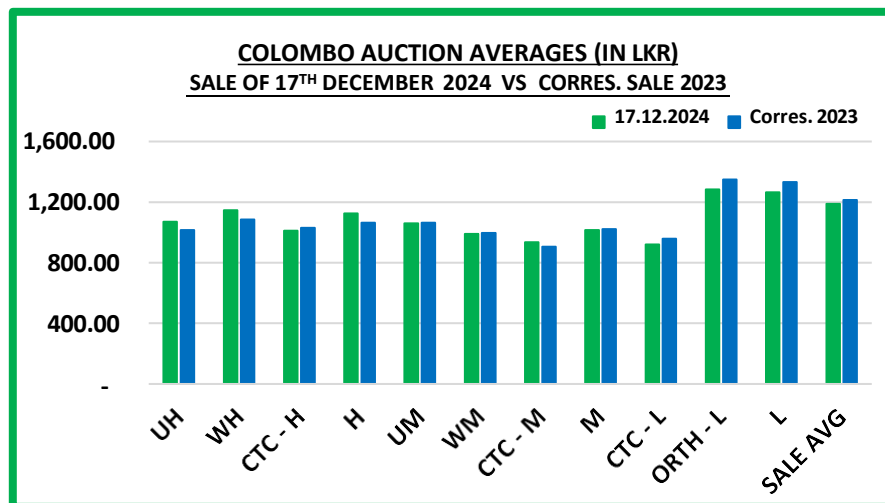 COLOMBO AUCTION AVERAGES (IN LKR)
SALE OF 17TH DECEMBER 2024 VS CORRES. SALE 2023
17.12.2024 Corres. 2023
1,600.00
1,200.00
800.00
400.00
-
UH WH CTC - H H UM WM CTC - M M CTC - L ORTH - L L SALE AVG